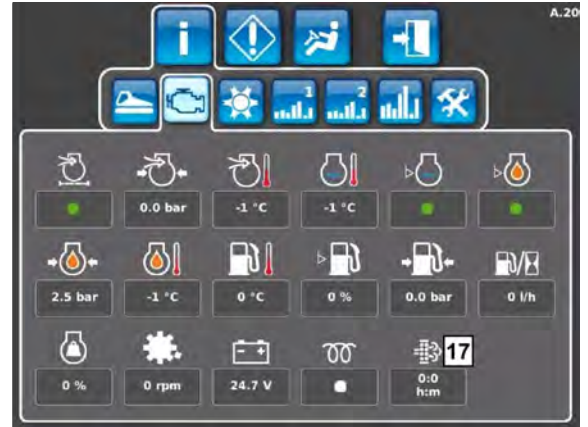 A.20
i
1
2
0.0 bar
-1 °C
-1 °C
2.5 bar
-1 °C
0 °C
0 %
0.0 bar
0 l/h
17
0 %
0 rpm
24.7 V
0:0
h:m